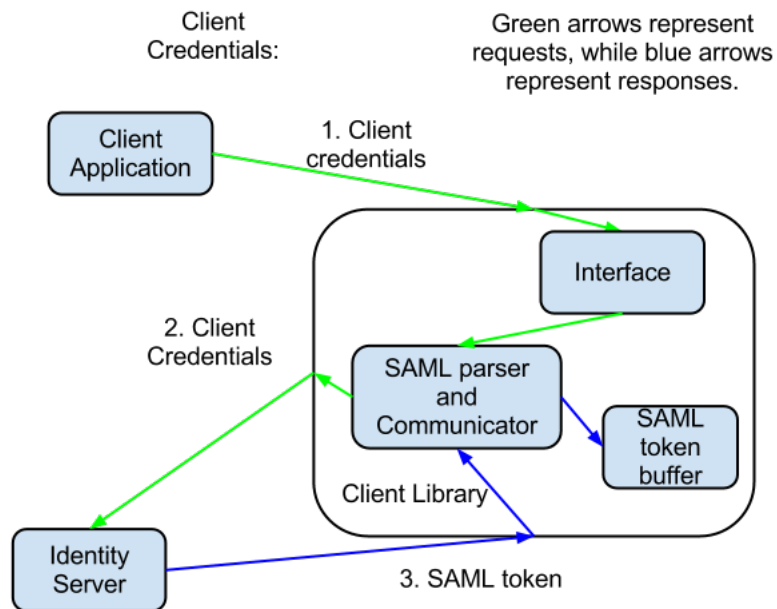 Client
Credentials:
Green arrows represent
requests, while blue arrows
represent responses.
Client
Application
1. Client
credentials
Interface
2. Client
Credentials
SAML parser
and
Communicator
SAML
token
buffer
Client Library
Identity
Server
3. SAML token